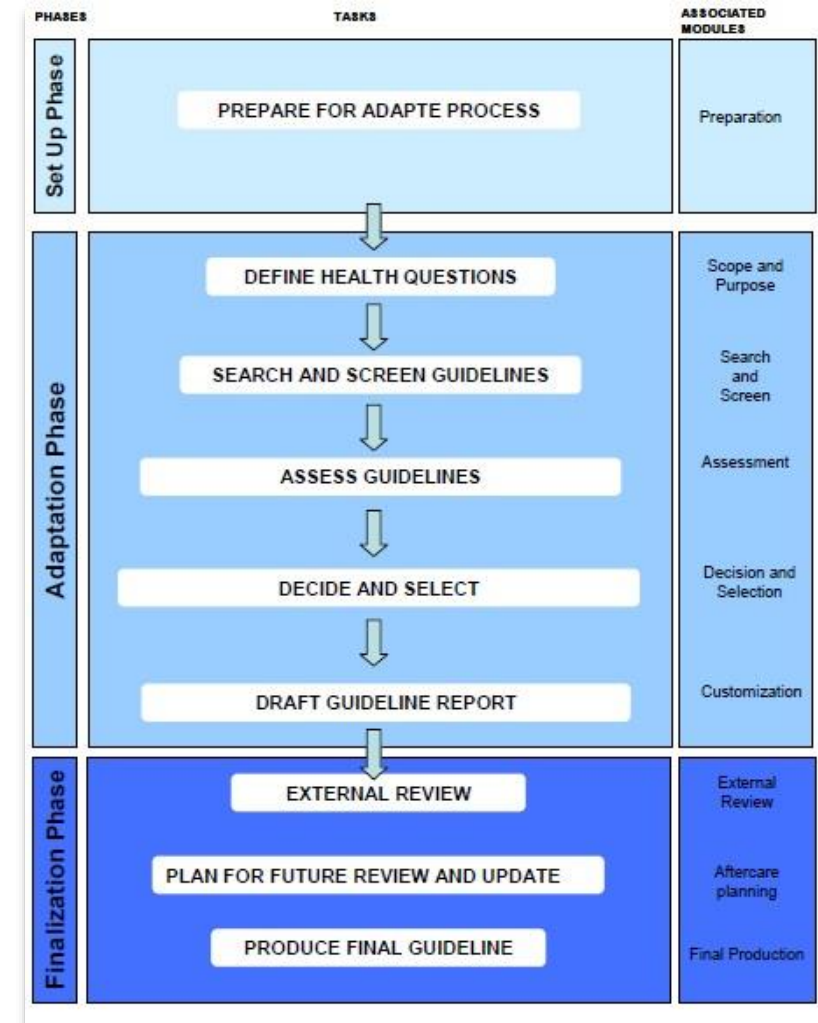 PHASES
TASKS
ASSOCIATED
MODULES
Set Up Phase
PREPARE FOR ADAPTE PROCESS
Preparation
Adaptation Phase
DEFINE HEALTH QUESTIONS
Scope and
Purpose
SEARCH AND SCREEN GUIDELINES
Search
and
Screen
ASSESS GUIDELINES
Assessment
DECIDE AND SELECT
Decision and
Selection
DRAFT GUIDELINE REPORT
Customization
Finalization Phase
EXTERNAL REVIEW
External
Review
PLAN FOR FUTURE REVIEW AND UPDATE
Aftercare
planning
PRODUCE FINAL GUIDELINE
Final Production